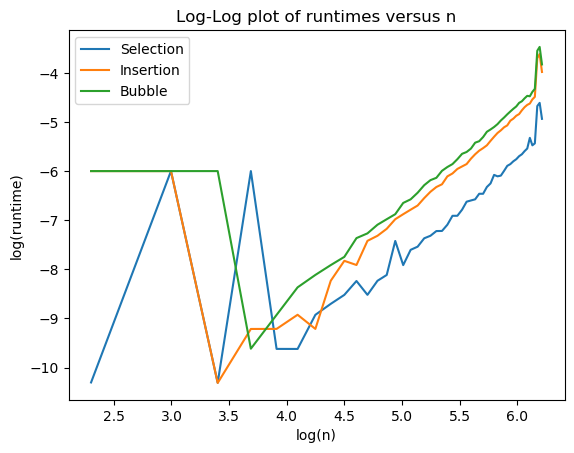 Log-Log plot of runtimes versus n
Selection
Insertion
Bubble
−4
−5
−6
−7
−8
−9
−10
log(runtime)
2.5 3.0 3.5 4.0 4.5 5.0 5.5 6.0
log(n)